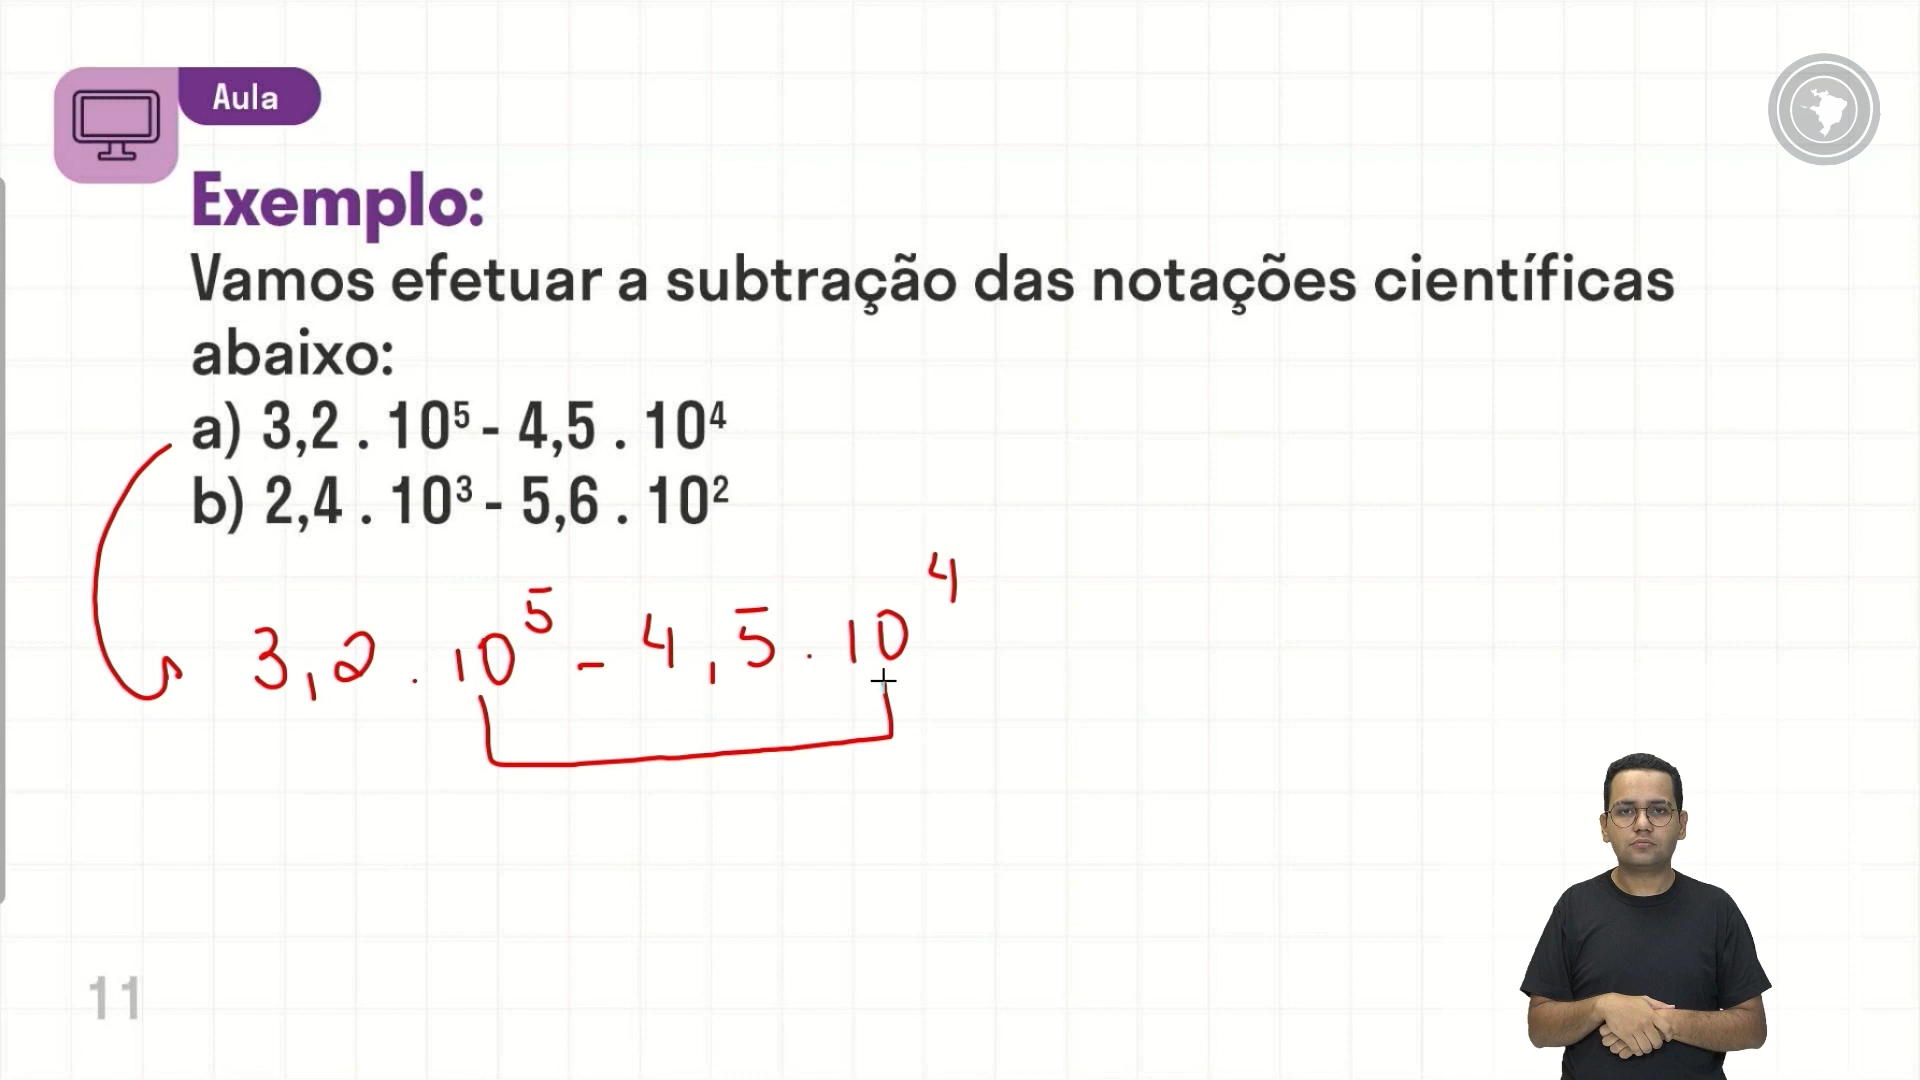 Aula
Exemplo:
Vamos efetuar a subtração das notações científicas
abaixo:
a) 3,2 . 10⁵ - 4,5 . 10⁴
b) 2,4 . 10³ - 5,6 . 10²
3,2 . 10⁵ - 4,5 . 10⁴
11